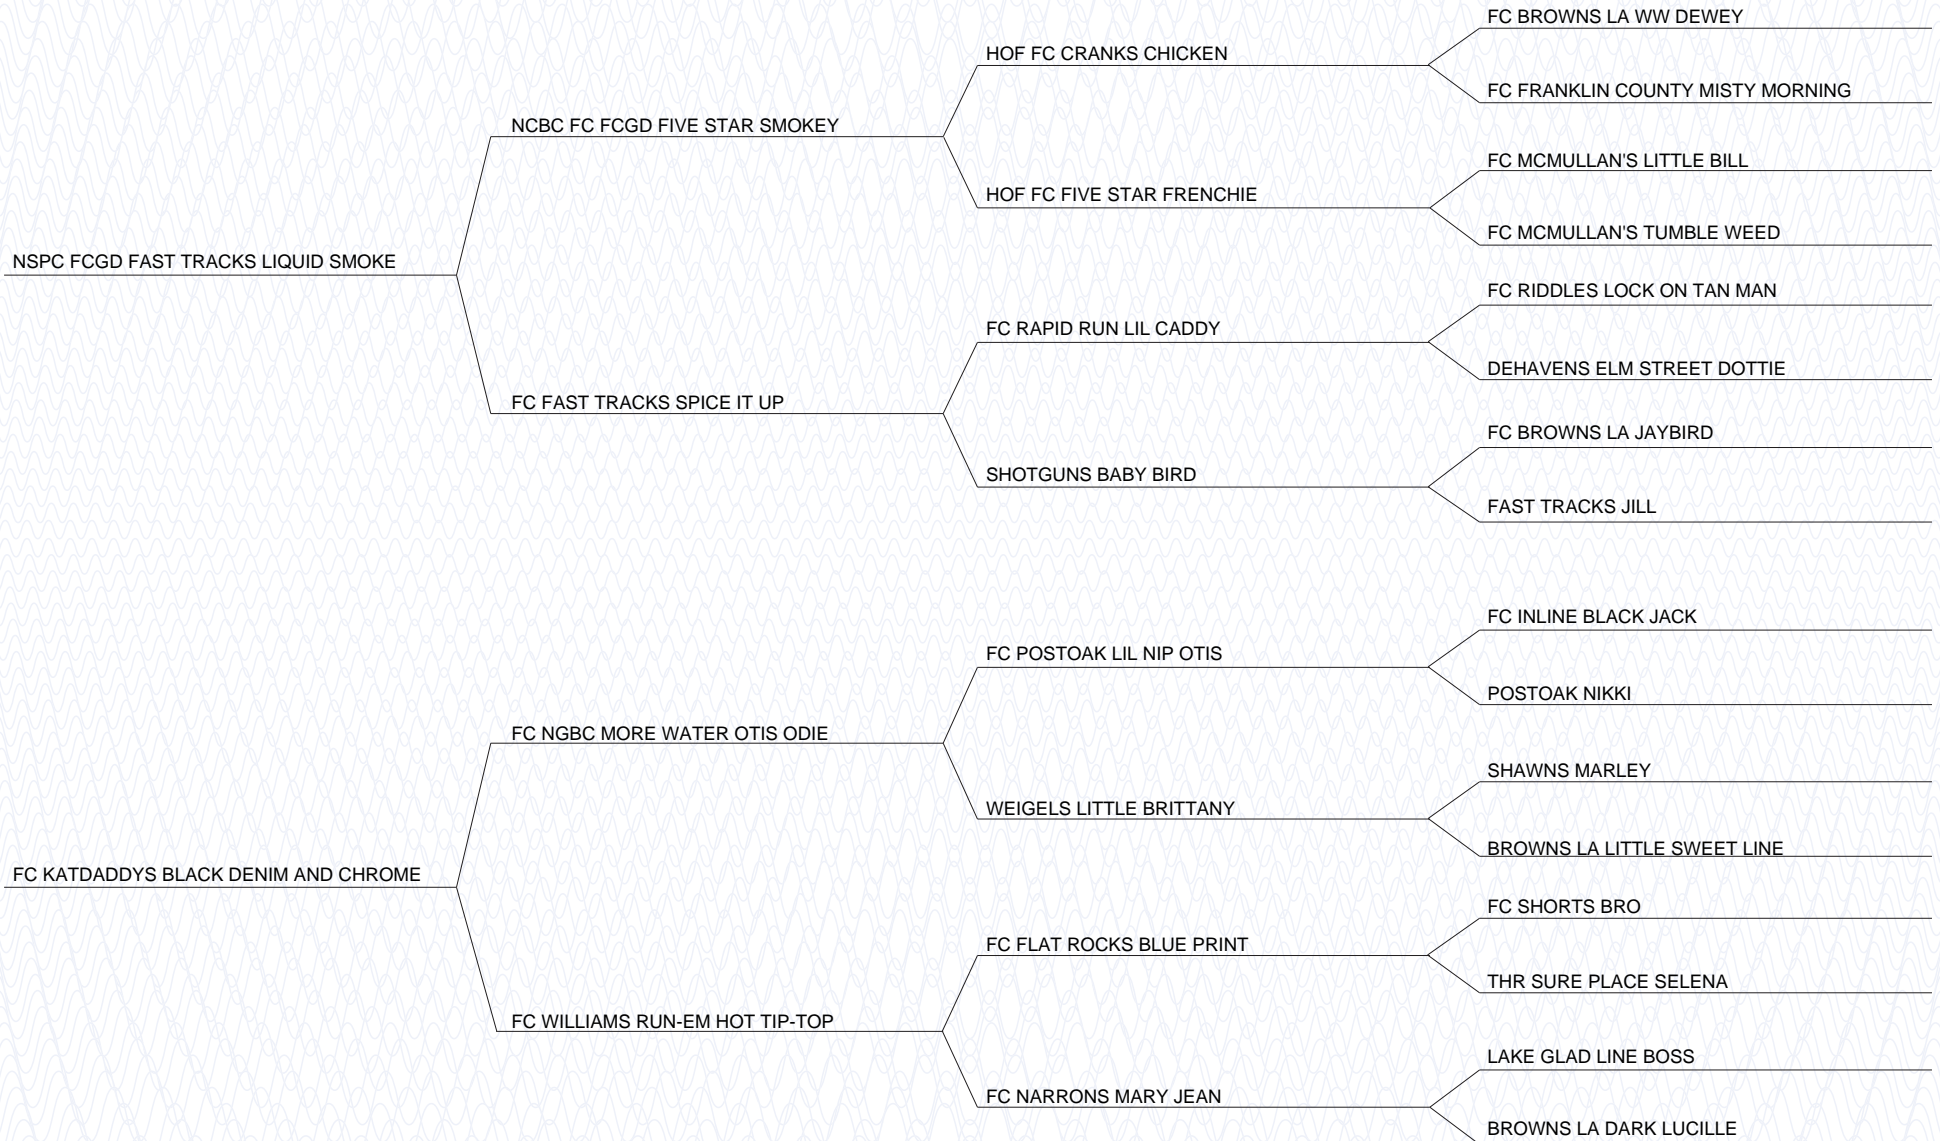 FC BROWNS LA WW DEWEY
HOF FC CRANKS CHICKEN
FC FRANKLIN COUNTY MISTY MORNING
NCBC FC FCGD FIVE STAR SMOKEY
FC MCMULLAN'S LITTLE BILL
HOF FC FIVE STAR FRENCHIE
FC MCMULLAN'S TUMBLE WEED
NSPC FCGD FAST TRACKS LIQUID SMOKE
FC RIDDLES LOCK ON TAN MAN
FC RAPID RUN LIL CADDY
DEHAVENS ELM STREET DOTTIE
FC FAST TRACKS SPICE IT UP
FC BROWNS LA JAYBIRD
SHOTGUNS BABY BIRD
FAST TRACKS JILL
FC INLINE BLACK JACK
FC POSTOAK LIL NIP OTIS
POSTOAK NIKKI
FC NGBC MORE WATER OTIS ODIE
SHAWNS MARLEY
WEIGELS LITTLE BRITTANY
BROWNS LA LITTLE SWEET LINE
FC KATDADDYS BLACK DENIM AND CHROME
FC SHORTS BRO
FC FLAT ROCKS BLUE PRINT
THR SURE PLACE SELENA
FC WILLIAMS RUN-EM HOT TIP-TOP
LAKE GLAD LINE BOSS
FC NARRONS MARY JEAN
BROWNS LA DARK LUCILLE